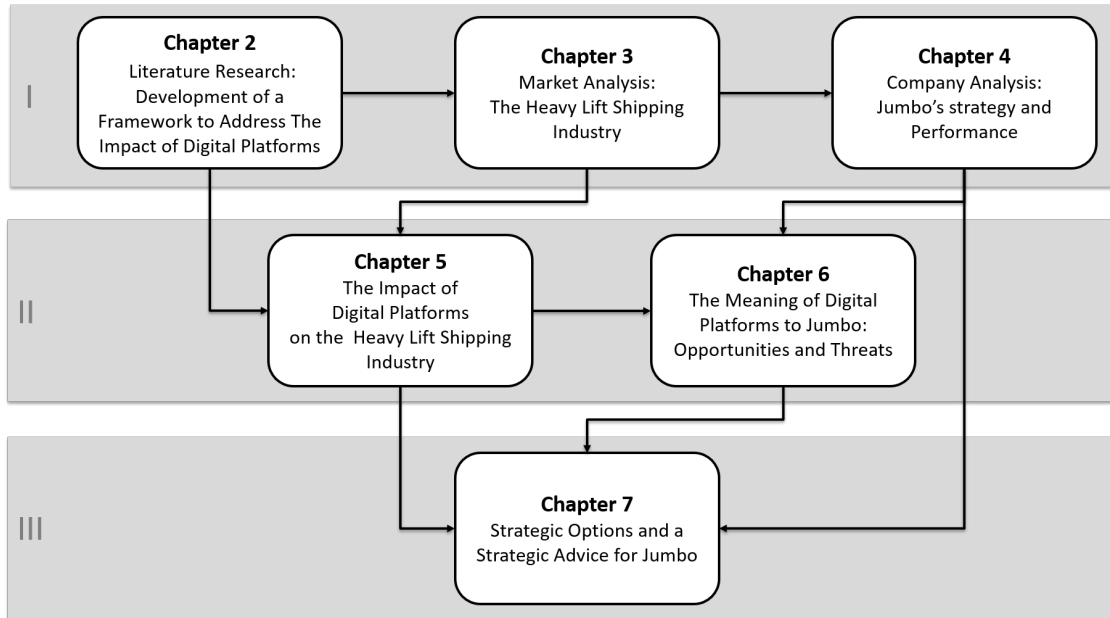 I
Chapter 2
Literature Research:
Development of a
Framework to Address The
Impact of Digital Platforms
Chapter 3
Market Analysis:
The Heavy Lift Shipping
Industry
Chapter 4
Company Analysis:
Jumbo's strategy and
Performance
II
Chapter 5
The Impact of
Digital Platforms
on the Heavy Lift Shipping
Industry
Chapter 6
The Meaning of Digital
Platforms to Jumbo:
Opportunities and Threats
III
Chapter 7
Strategic Options and a
Strategic Advice for Jumbo